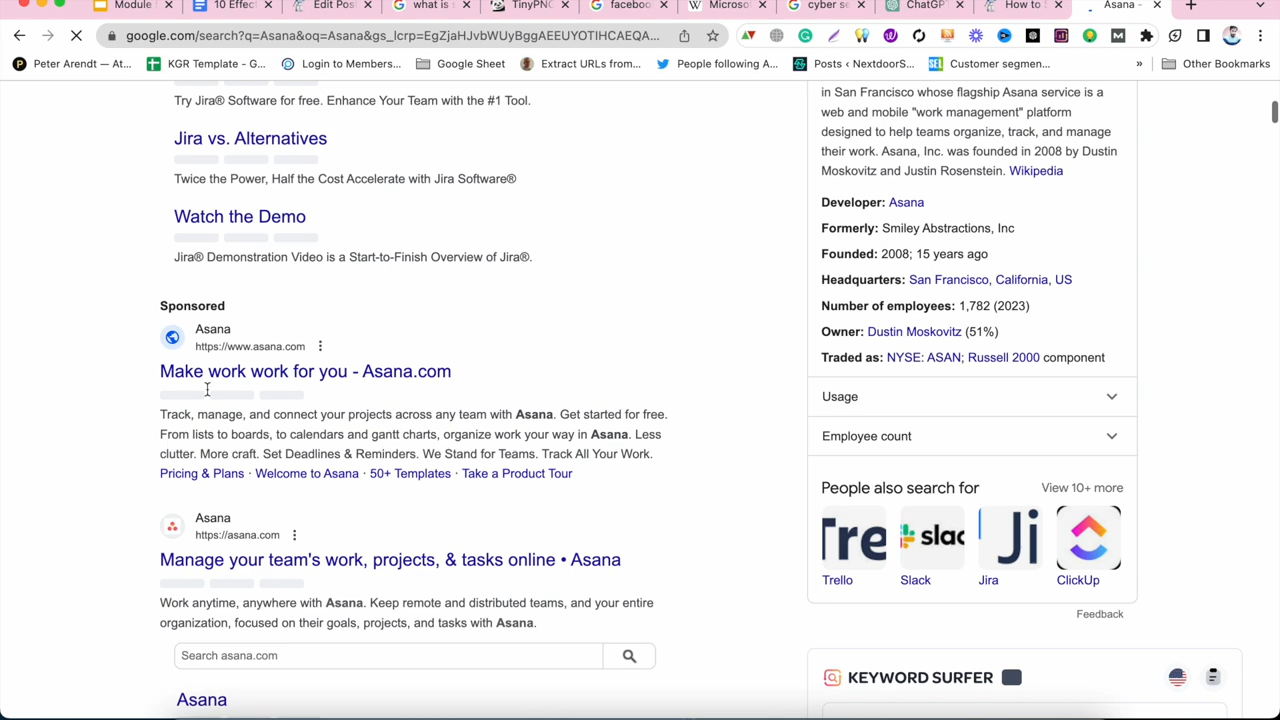 Module
10 Effect
Edit Post
what is
TinyPNG
faceboo
Microso
cyber se
ChatGPT
How to
Asana -
google.com/search?q=Asana&oq=Asana&gs_lcrp=EgZjaHJvbWUyBggAEEUYOTIHCAEQA...
Peter Arendt — At...
KGR Template - G...
Login to Members...
Google Sheet
Extract URLs from...
People following A...
Posts ‹ NextdoorS...
Customer segmen...
»
Other Bookmarks
Try Jira® Software for free. Enhance Your Team with the #1 Tool.
Jira vs. Alternatives
Twice the Power, Half the Cost Accelerate with Jira Software®
Watch the Demo
Jira® Demonstration Video is a Start-to-Finish Overview of Jira®.
Sponsored
Asana
https://www.asana.com
Make work work for you - Asana.com
Track, manage, and connect your projects across any team with Asana. Get started for free.
From lists to boards, to calendars and gantt charts, organize work your way in Asana. Less
clutter. More craft. Set Deadlines & Reminders. We Stand for Teams. Track All Your Work.
Pricing & Plans · Welcome to Asana · 50+ Templates · Take a Product Tour
Asana
https://asana.com
Manage your team's work, projects, & tasks online • Asana
Work anytime, anywhere with Asana. Keep remote and distributed teams, and your entire
organization, focused on their goals, projects, and tasks with Asana.
Search asana.com
Asana
in San Francisco whose flagship Asana service is a
web and mobile "work management" platform
designed to help teams organize, track, and manage
their work. Asana, Inc. was founded in 2008 by Dustin
Moskovitz and Justin Rosenstein. Wikipedia
Developer: Asana
Formerly: Smiley Abstractions, Inc
Founded: 2008; 15 years ago
Headquarters: San Francisco, California, US
Number of employees: 1,782 (2023)
Owner: Dustin Moskovitz (51%)
Traded as: NYSE: ASAN; Russell 2000 component
Usage
Employee count
People also search for
View 10+ more
Tre
slac
Ji
Trello
Slack
Jira
ClickUp
Feedback
KEYWORD SURFER